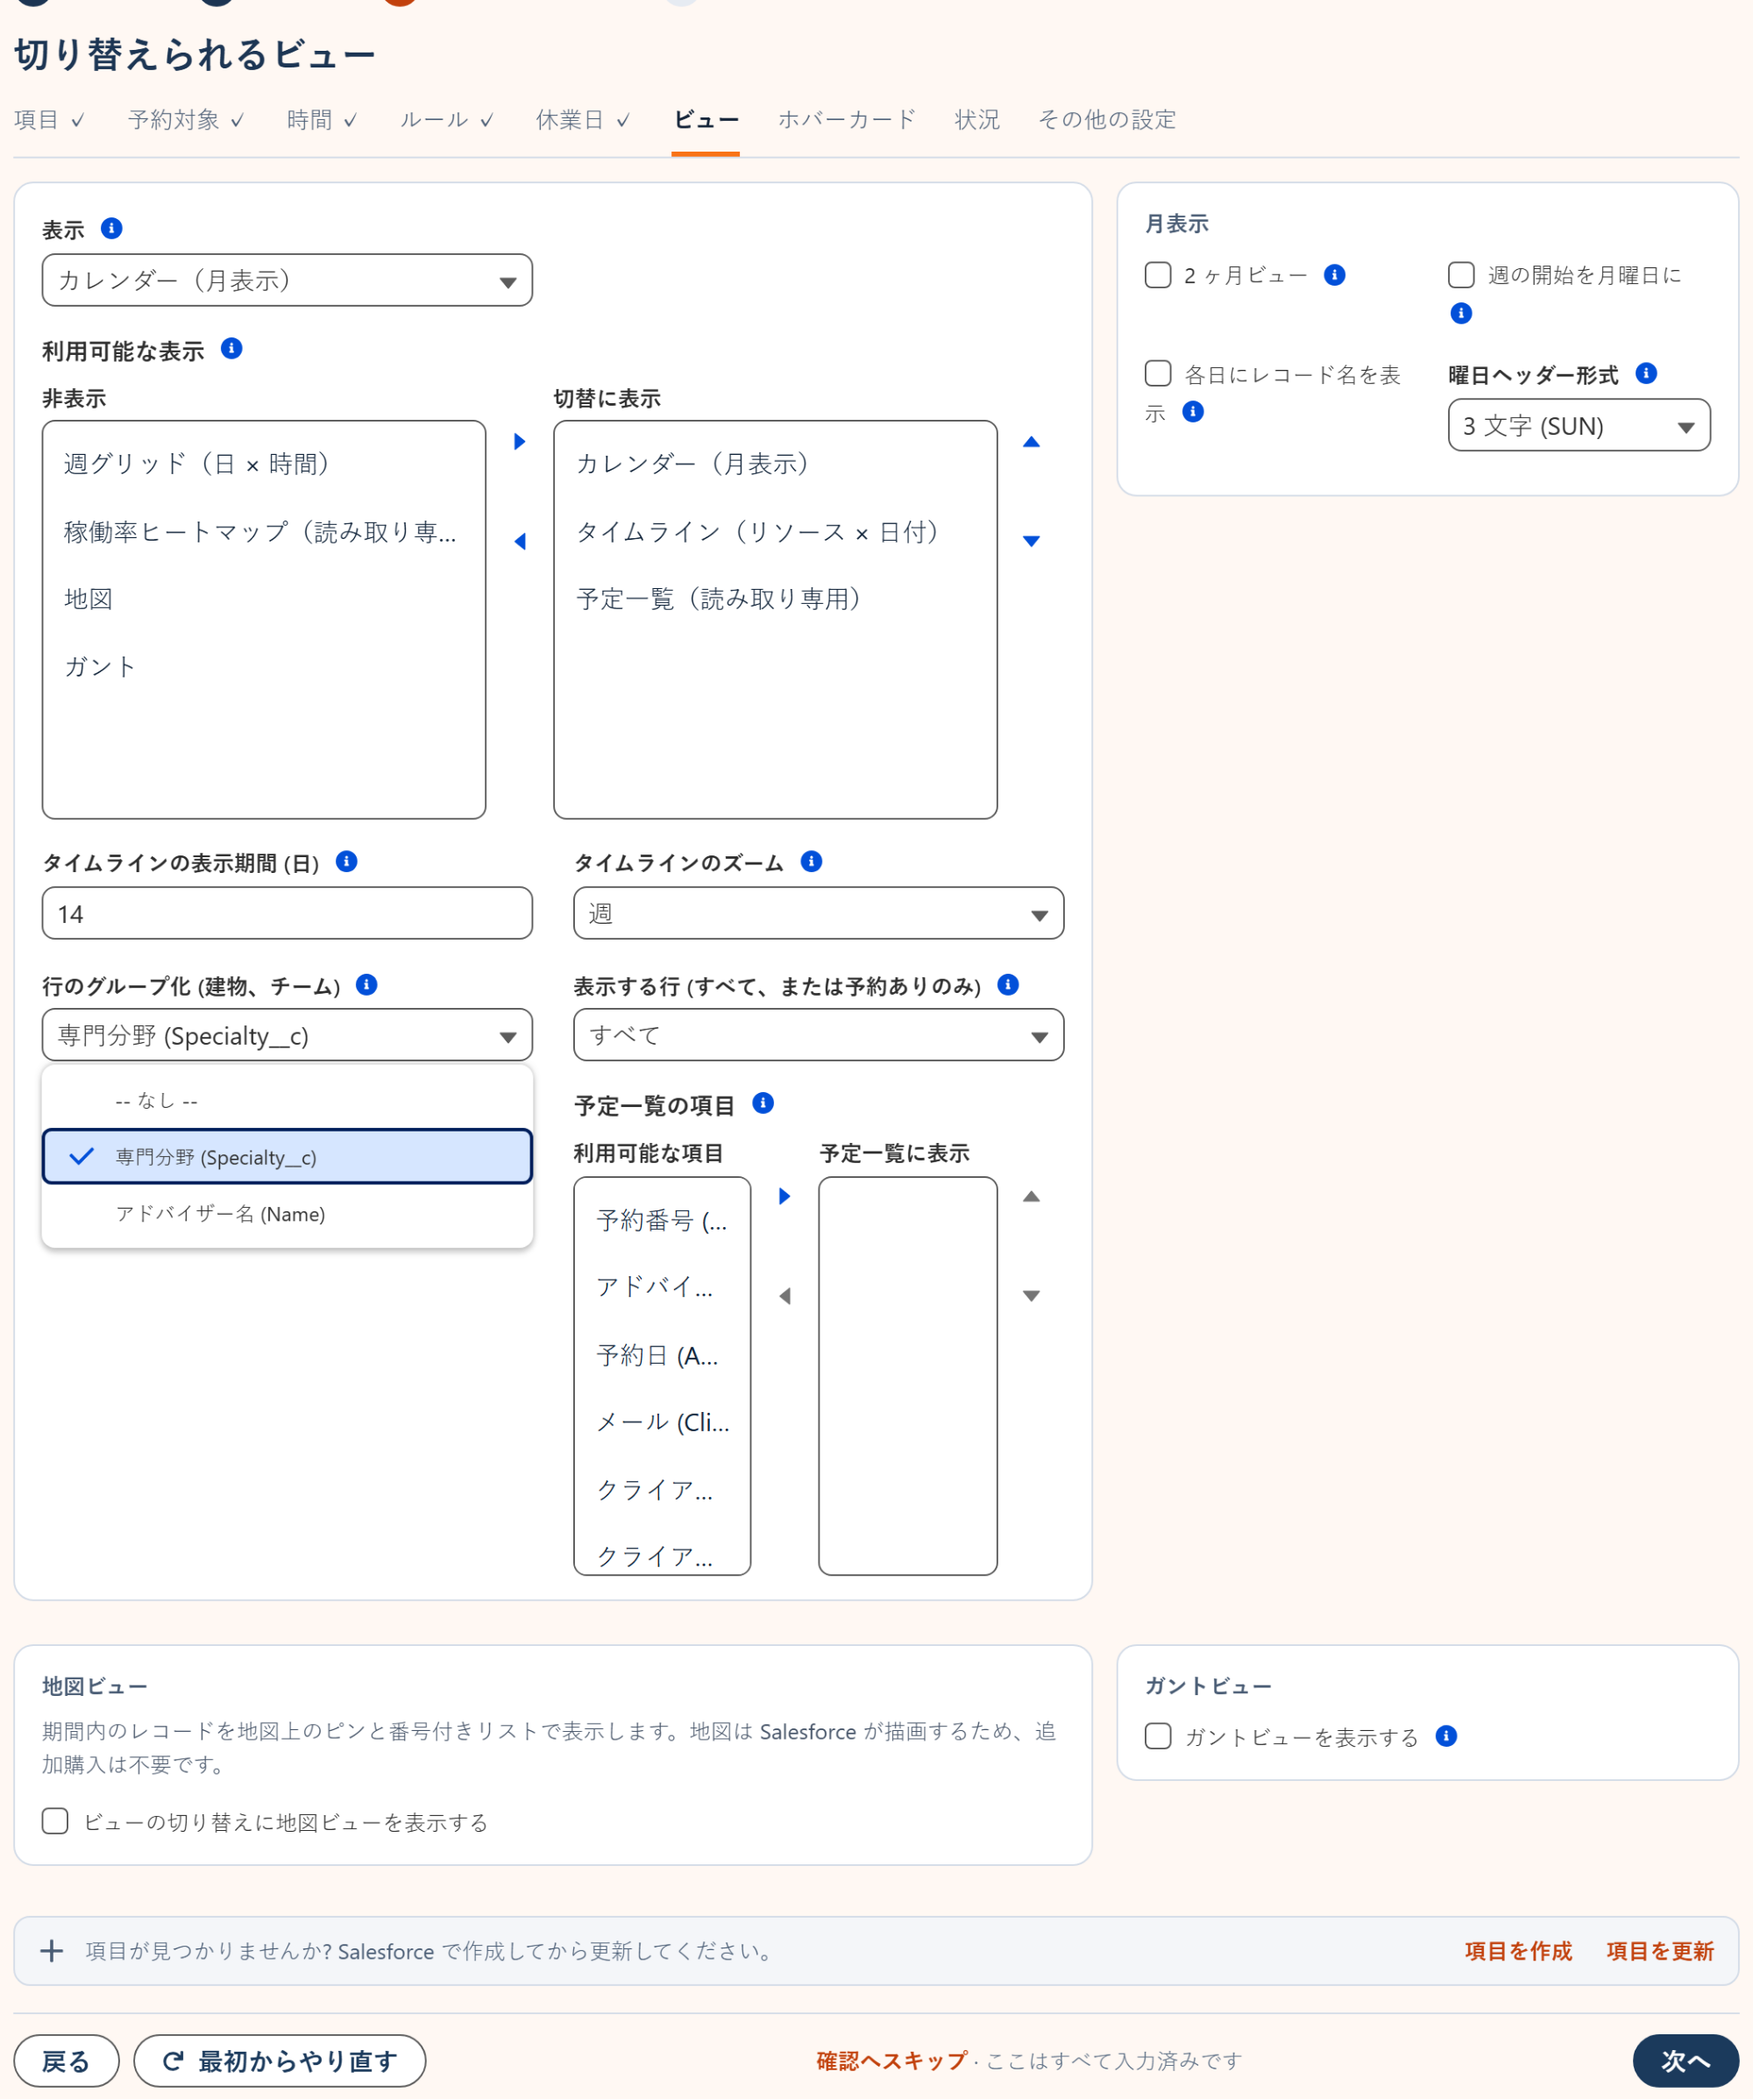 切り替えられるビュー
項目 ✓ 予約対象 ✓ 時間 ✓ ルール ✓ 休業日 ✓ ビュー ホバーカード 状況 その他の設定
表示
カレンダー（月表示）
利用可能な表示
非表示
週グリッド（日 × 時間）
稼働率ヒートマップ（読み取り専...
地図
ガント
切替に表示
カレンダー（月表示）
タイムライン（リソース × 日付）
予定一覧（読み取り専用）
タイムラインの表示期間 (日)
14
タイムラインのズーム
週
行のグループ化 (建物、チーム)
専門分野 (Specialty__c)
-- なし --
専門分野 (Specialty__c)
アドバイザー名 (Name)
表示する行 (すべて、または予約ありのみ)
すべて
予定一覧の項目
利用可能な項目
予約番号 (...
アドバイ...
予約日 (A...
メール (Cli...
クライア...
クライア...
予定一覧に表示
月表示
2 ヶ月ビュー
週の開始を月曜日に
各日にレコード名を表
示
曜日ヘッダー形式
3 文字 (SUN)
地図ビュー
期間内のレコードを地図上のピンと番号付きリストで表示します。地図は Salesforce が描画するため、追
加購入は不要です。
ビューの切り替えに地図ビューを表示する
ガントビュー
ガントビューを表示する
項目が見つかりませんか? Salesforce で作成してから更新してください。
項目を作成 項目を更新
戻る 最初からやり直す 確認へスキップ · ここはすべて入力済みです 次へ